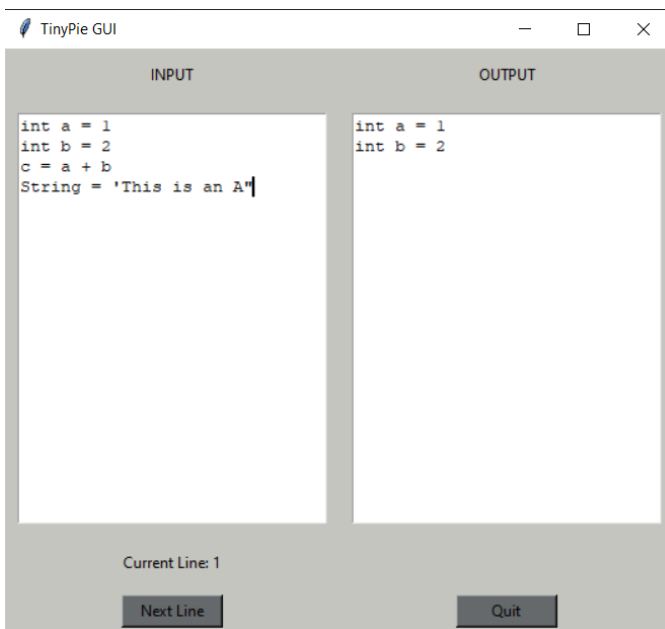 TinyPie GUI
INPUT
OUTPUT
int a = 1
int b = 2
c = a + b
String = 'This is an A"
int a = 1
int b = 2
Current Line: 1
Next Line
Quit